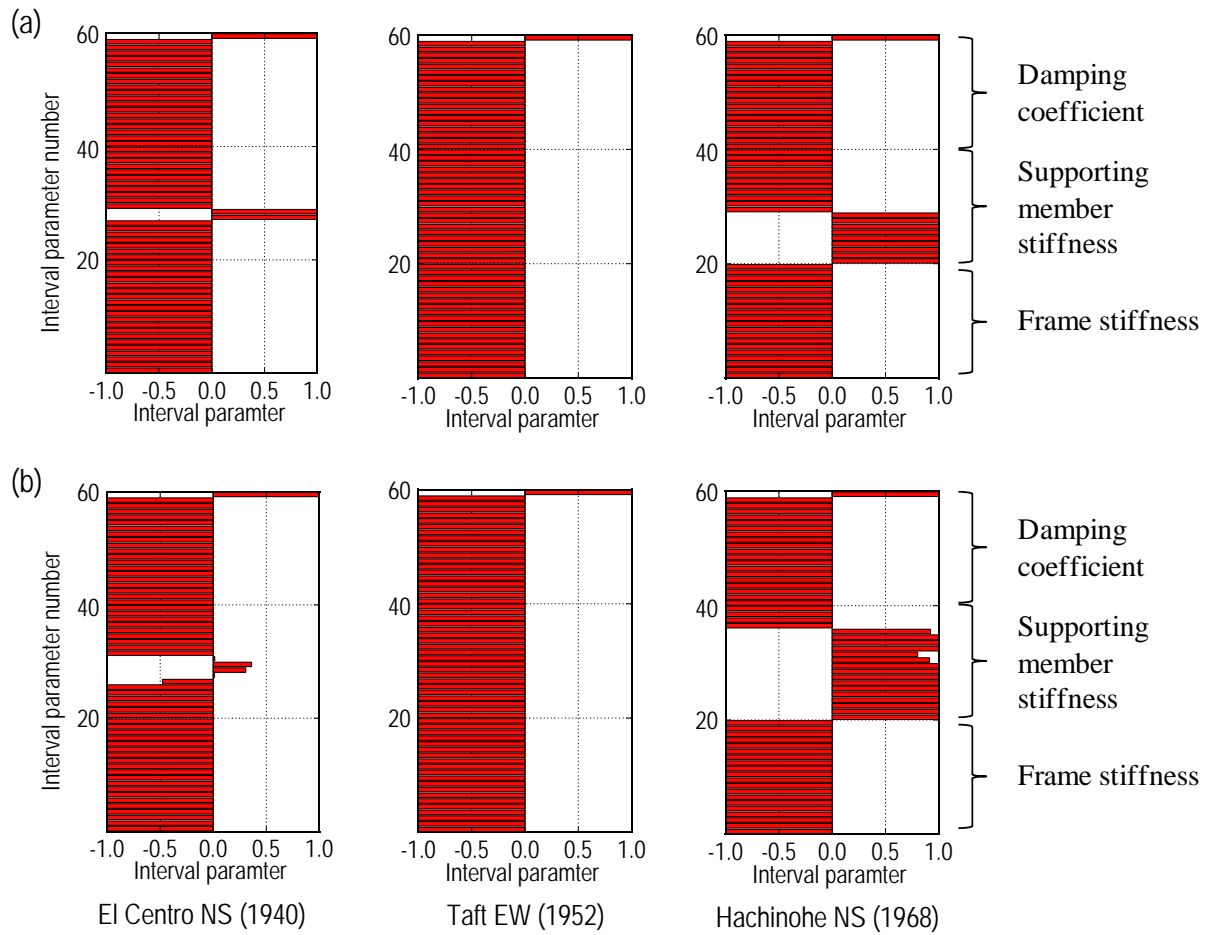 (a)
Interval parameter number
60
40
20
-1.0 -0.5 0.0 0.5 1.0
Interval paramter
60
40
20
-1.0 -0.5 0.0 0.5 1.0
Interval paramter
60
40
20
-1.0 -0.5 0.0 0.5 1.0
Interval paramter
Damping
coefficient
Supporting
member
stiffness
Frame stiffness
(b)
Interval parameter number
60
40
20
-1.0 -0.5 0.0 0.5 1.0
Interval paramter
El Centro NS (1940)
60
40
20
-1.0 -0.5 0.0 0.5 1.0
Interval paramter
Taft EW (1952)
60
40
20
-1.0 -0.5 0.0 0.5 1.0
Interval paramter
Hachinohe NS (1968)
Damping
coefficient
Supporting
member
stiffness
Frame stiffness